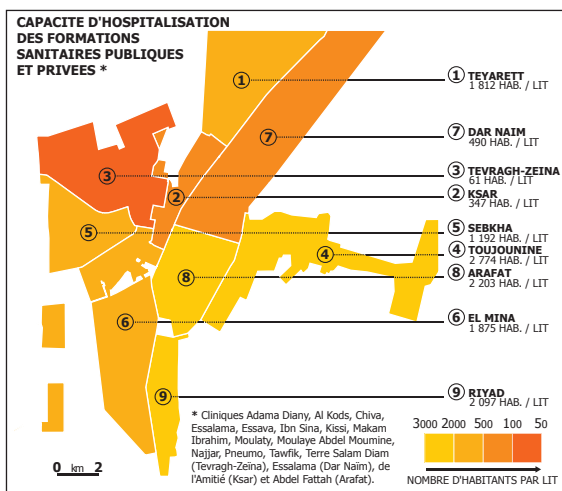 CAPACITE D'HOSPITALISATION
DES FORMATIONS
SANITAIRES PUBLIQUES
ET PRIVEES *
1
7
3
2
5
4
8
6
9
1 TEYARETT
1 812 HAB. / LIT
7 DAR NAIM
490 HAB. / LIT
3 TEVRAGH-ZEINA
61 HAB. / LIT
2 KSAR
347 HAB. / LIT
5 SEBKHA
1 192 HAB. / LIT
4 TOUJOUNINE
2 774 HAB. / LIT
8 ARAFAT
2 203 HAB. / LIT
6 EL MINA
1 875 HAB. / LIT
9 RIYAD
2 097 HAB. / LIT
* Cliniques Adama Diany, Al Kods, Chiva,
Essalama, Essava, Ibn Sina, Kissi, Makam
Ibrahim, Moulaty, Moulaye Abdel Moumine,
Najjar, Pneumo, Tawfik, Terre Salam Diam
(Tevragh-Zeïna), Essalama (Dar Naïm), de
l'Amitié (Ksar) et Abdel Fattah (Arafat).
0 km 2
3000 2000 500 100 50
NOMBRE D'HABITANTS PAR LIT